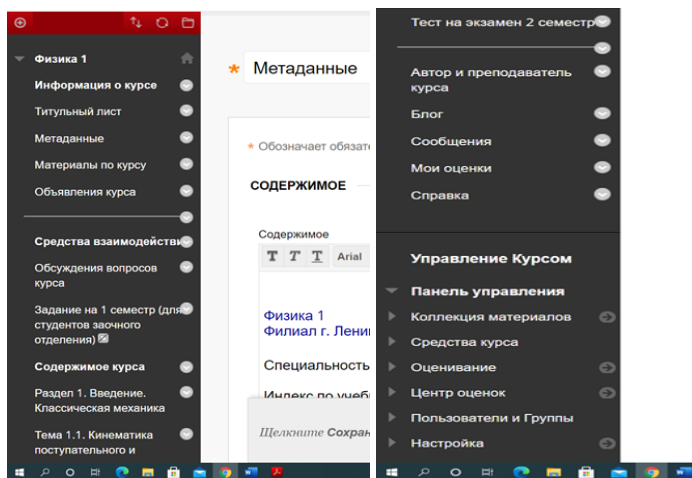 Физика 1
Информация о курсе
Титульный лист
Метаданные
Материалы по курсу
Объявления курса
Средства взаимодействи
Обсуждения вопросов
курса
Задание на 1 семестр (для
студентов заочного
отделения)
Содержимое курса
Раздел 1. Введение.
Классическая механика
Тема 1.1. Кинематика
поступательного и
* Метаданные
* Обозначает обязат
СОДЕРЖИМОЕ
Содержимое
T T T Arial
Физика 1
Филиал г. Ленин
Специальность
Индекс по учеб
Щелкните Сохран
Тест на экзамен 2 семестр
Автор и преподаватель
курса
Блог
Сообщения
Мои оценки
Справка
Управление Курсом
Панель управления
Коллекция материалов
Средства курса
Оценивание
Центр оценок
Пользователи и Группы
Настройка